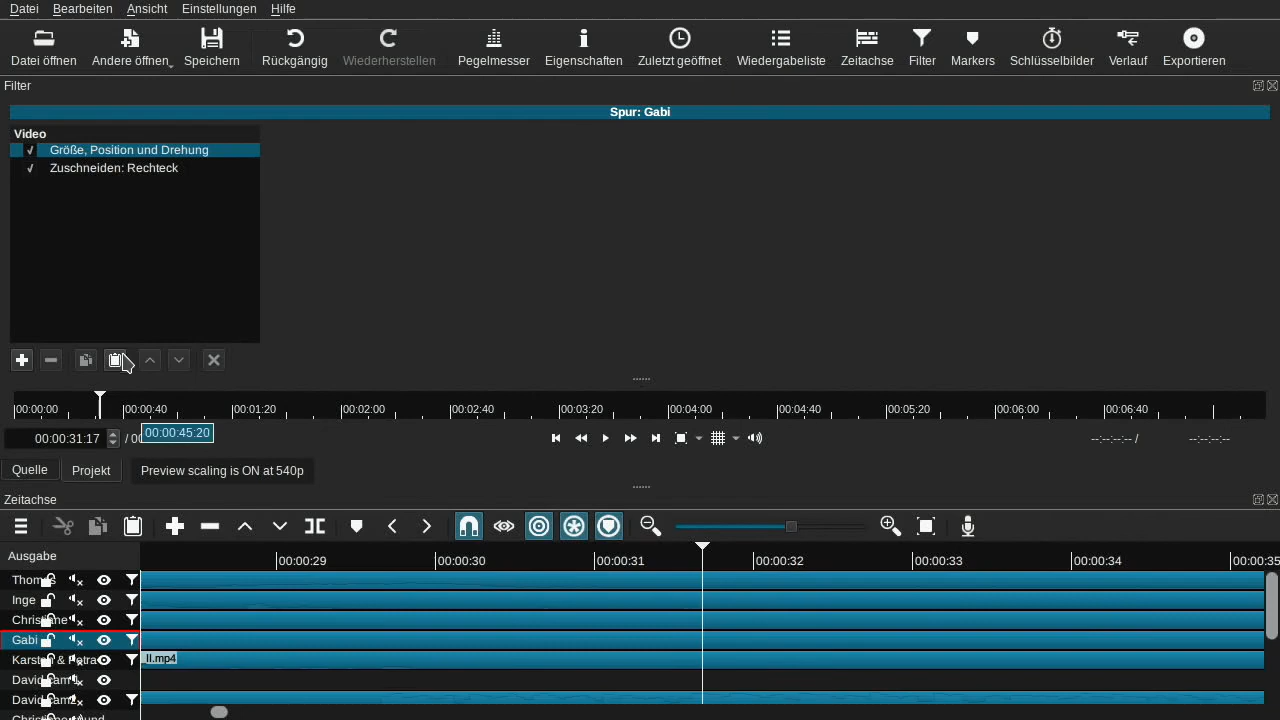 Datei Bearbeiten Ansicht Einstellungen Hilfe
Datei öffnen Andere öffnen Speichern Rückgängig Wiederherstellen Pegelmesser Eigenschaften Zuletzt geöffnet Wiedergabeliste Zeitachse Filter Markers Schlüsselbilder Verlauf Exportieren
Filter
Spur: Gabi
Video
Größe, Position und Drehung
Zuschneiden: Rechteck
00:00:00 00:00:40 00:01:20 00:02:00 00:02:40 00:03:20 00:04:00 00:04:40 00:05:20 00:06:00 00:06:40
00:00:31:17 / 00 00:00:45:20 --:--:--:-- / --:--:--:--
Quelle Projekt Preview scaling is ON at 540p
Zeitachse
Ausgabe 00:00:29 00:00:30 00:00:31 00:00:32 00:00:33 00:00:34 00:00:35
Inge
Christiane
Gabi
ll.mp4